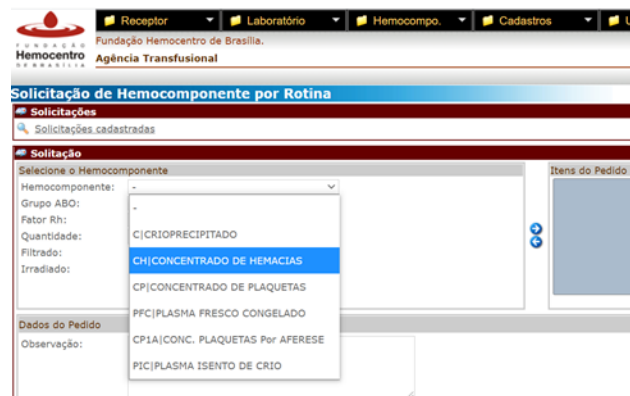 Receptor Laboratório Hemocompo. Cadastros U
FUNDAÇÃO
Hemocentro
DE BRASÍLIA
Fundação Hemocentro de Brasília.
Agência Transfusional
Solicitação de Hemocomponente por Rotina
Solicitações
Solicitações cadastradas
Solitação
Selecione o Hemocomponente
Itens do Pedido
Hemocomponente: -
Grupo ABO:
Fator Rh:
Quantidade:
Filtrado:
Irradiado:
-
C|CRIOPRECIPITADO
CH|CONCENTRADO DE HEMACIAS
CP|CONCENTRADO DE PLAQUETAS
PFC|PLASMA FRESCO CONGELADO
CP1A|CONC. PLAQUETAS Por AFERESE
PIC|PLASMA ISENTO DE CRIO
Dados do Pedido
Observação: